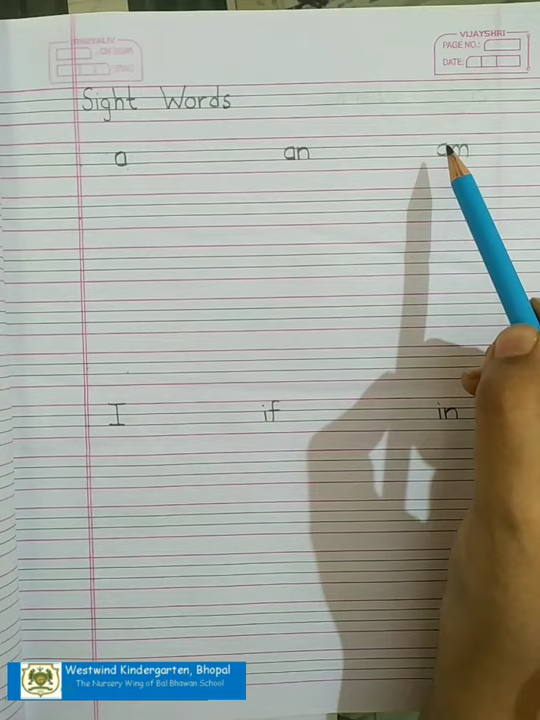 VIJAYSHRI
PAGE NO.:
DATE:
Sight Words
a an am
I if in
Westwind Kindergarten, Bhopal
The Nursery Wing of Bal Bhawan School